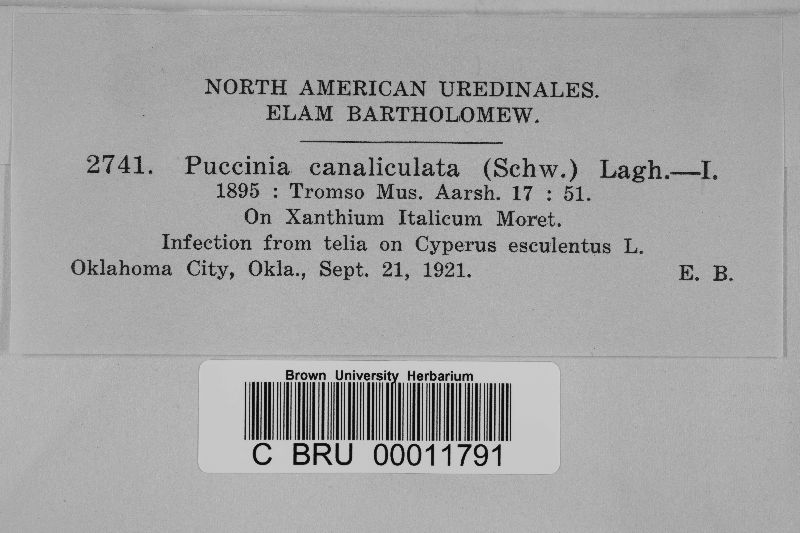 NORTH AMERICAN UREDINALES.
ELAM BARTHOLOMEW.
2741. Puccinia canaliculata (Schw.) Lagh.—I.
1895 : Tromso Mus. Aarsh. 17 : 51.
On Xanthium Italicum Moret.
Infection from telia on Cyperus esculentus L.
Oklahoma City, Okla., Sept. 21, 1921. E. B.
Brown University Herbarium
C BRU 00011791